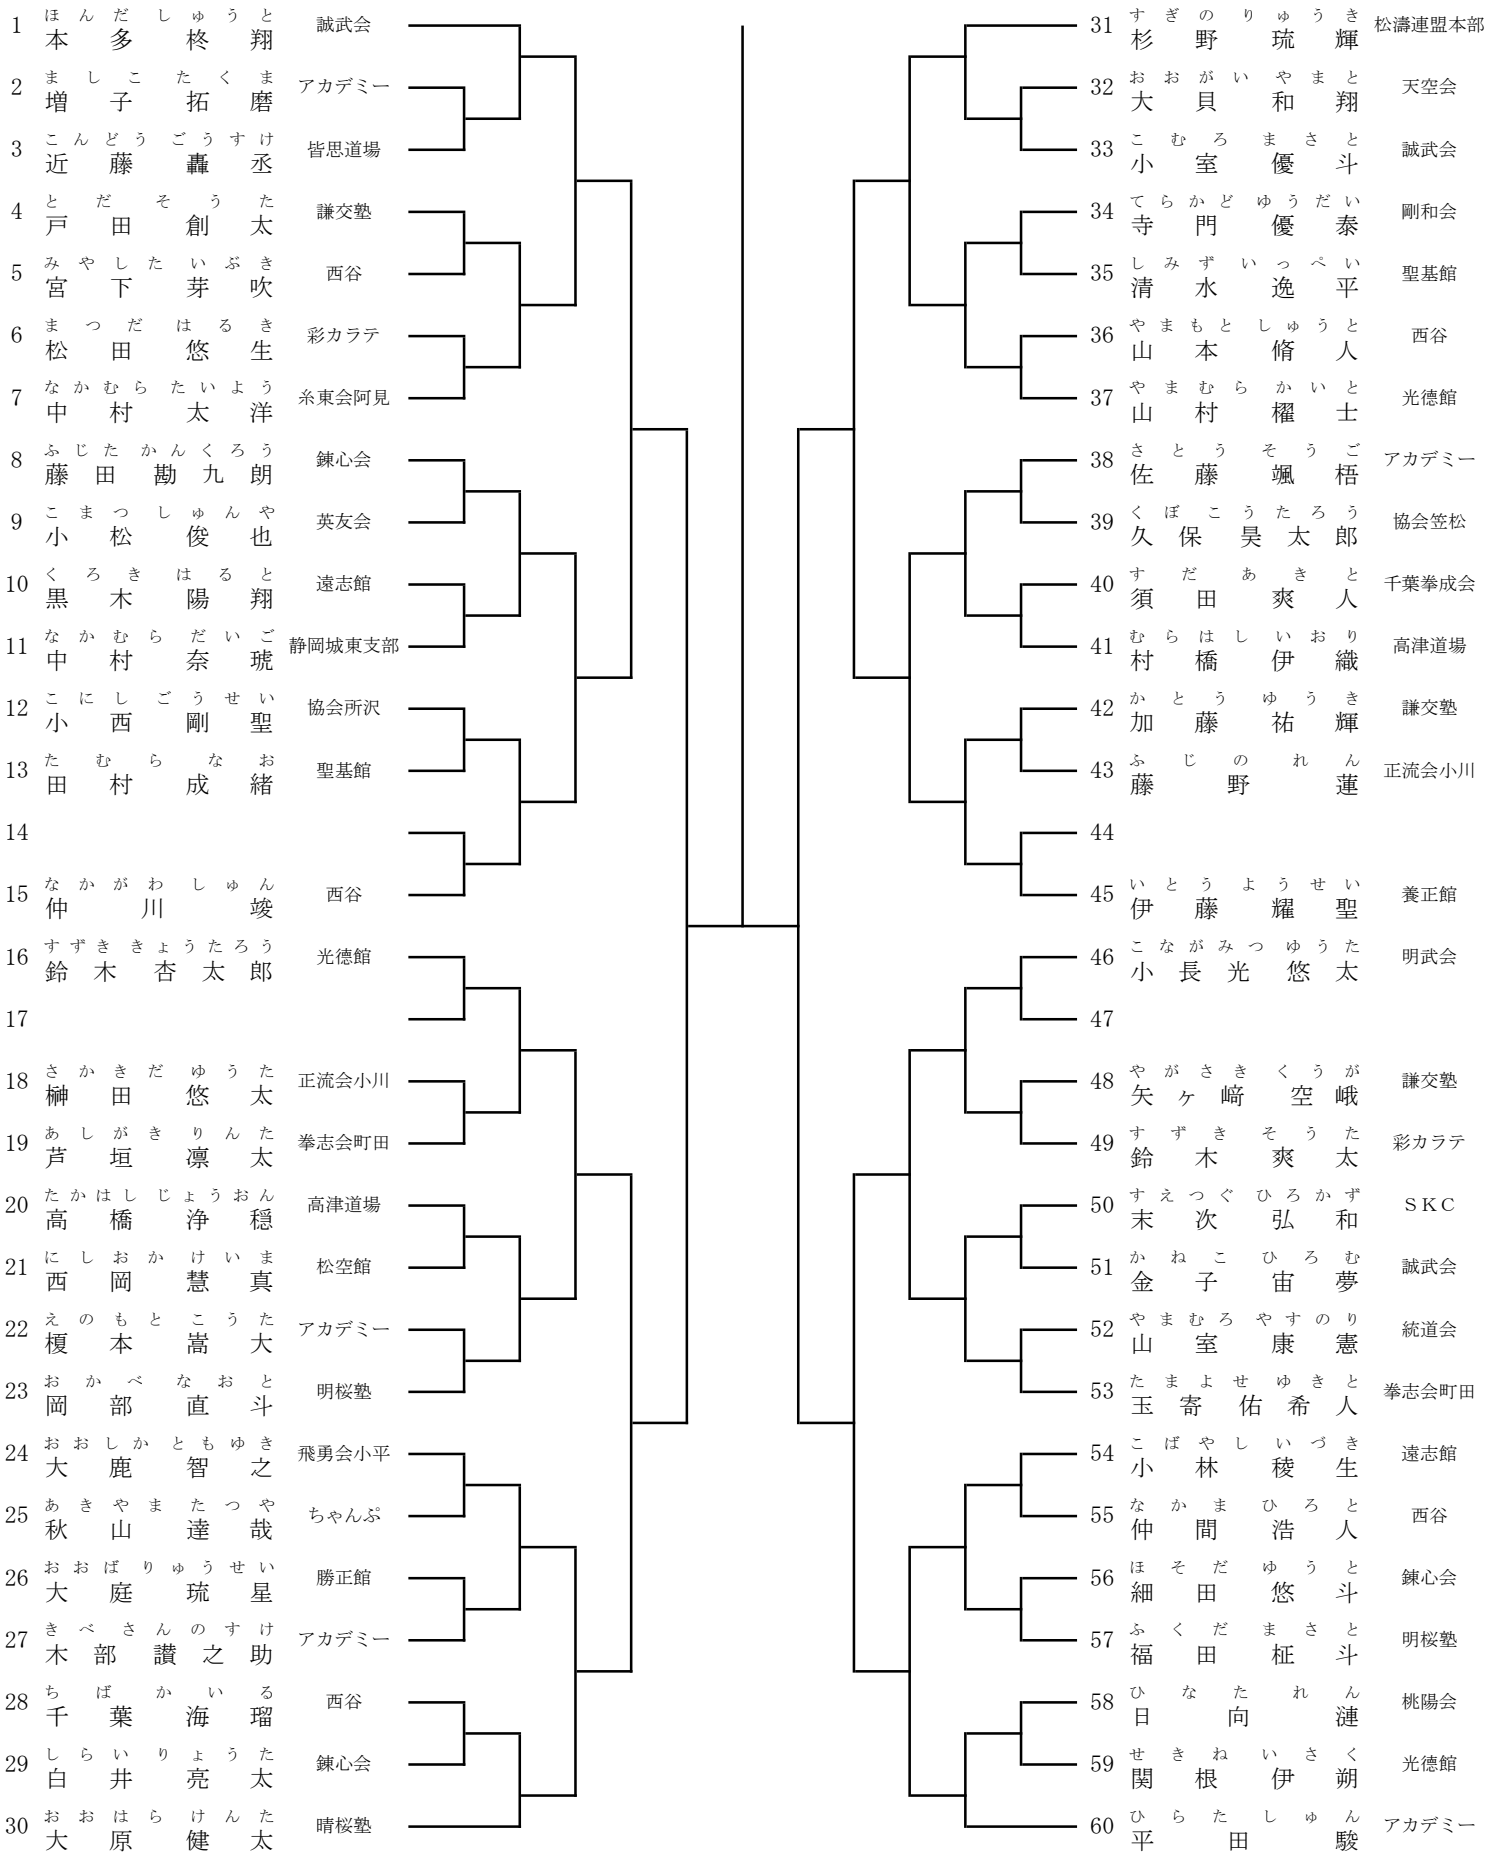 ほんだ しゅうと
1 本多 柊翔 誠武会
ましこ たくま
2 増子 拓磨 アカデミー
こんどう ごうすけ
3 近藤 轟丞 皆思道場
とだ そうた
4 戸田 創太 謙交塾
みやした いぶき
5 宮下 芽吹 西谷
まつだ はるき
6 松田 悠生 彩カラテ
なかむら たいよう
7 中村 太洋 糸東会阿見
ふじた かんくろう
8 藤田 勘九朗 錬心会
こまつ しゅんや
9 小松 俊也 英友会
くろき はると
10 黒木 陽翔 遠志館
なかむら だいご
11 中村 奈琥 静岡城東支部
こにし ごうせい
12 小西 剛聖 協会所沢
たむら なお
13 田村 成緒 聖基館
14
なかがわ しゅん
15 仲川 竣 西谷
すずき きょうたろう
16 鈴木 杏太郎 光德館
17
さかきだ ゆうた
18 榊田 悠太 正流会小川
あしがき りんた
19 芦垣 凛太 拳志会町田
たかはし じょうおん
20 高橋 浄穏 高津道場
にしおか けいま
21 西岡 慧真 松空館
えのもと こうた
22 榎本 嵩大 アカデミー
おかべ なおと
23 岡部 直斗 明桜塾
おおしか ともゆき
24 大鹿 智之 飛勇会小平
あきやま たつや
25 秋山 達哉 ちゃんぷ
おおば りゅうせい
26 大庭 琉星 勝正館
きべ さんのすけ
27 木部 讃之助 アカデミー
ちば かいる
28 千葉 海瑠 西谷
しらい りょうた
29 白井 亮太 錬心会
おおはら けんた
30 大原 健太 晴桜塾
すぎの りゅうき
31 杉野 琉輝 松濤連盟本部
おおがい やまと
32 大貝 和翔 天空会
こむろ まさと
33 小室 優斗 誠武会
てらかど ゆうだい
34 寺門 優泰 剛和会
しみず いっぺい
35 清水 逸平 聖基館
やまもと しゅうと
36 山本 脩人 西谷
やまむら かいと
37 山村 櫂士 光德館
さとう そうご
38 佐藤 颯梧 アカデミー
くぼ こうたろう
39 久保 昊太郎 協会笠松
すだ あきと
40 須田 爽人 千葉拳成会
むらはし いおり
41 村橋 伊織 高津道場
かとう ゆうき
42 加藤 祐輝 謙交塾
ふじの れん
43 藤野 蓮 正流会小川
44
いとう ようせい
45 伊藤 耀聖 養正館
こながみつ ゆうた
46 小長光 悠太 明武会
47
やがさき くうが
48 矢ヶ﨑 空峨 謙交塾
すずき そうた
49 鈴木 爽太 彩カラテ
すえつぐ ひろかず
50 末次 弘和 ＳＫＣ
かねこ ひろむ
51 金子 宙夢 誠武会
やまむろ やすのり
52 山室 康憲 統道会
たまよせ ゆきと
53 玉寄 佑希人 拳志会町田
こばやし いづき
54 小林 稜生 遠志館
なかま ひろと
55 仲間 浩人 西谷
ほそだ ゆうと
56 細田 悠斗 錬心会
ふくだ まさと
57 福田 柾斗 明桜塾
ひなた れん
58 日向 漣 桃陽会
せきね いさく
59 関根 伊朔 光德館
ひらた しゅん
60 平田 駿 アカデミー